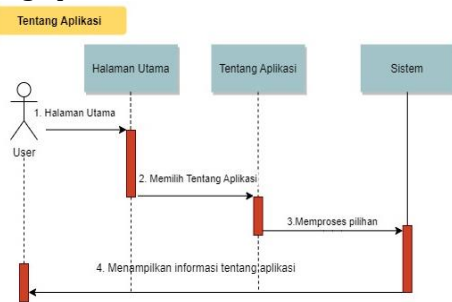 Tentang Aplikasi
Halaman Utama
Tentang Aplikasi
Sistem
1. Halaman Utama
User
2. Memilih Tentang Aplikasi
3.Memproses pilihan
4. Menampilkan informasi tentang aplikasi